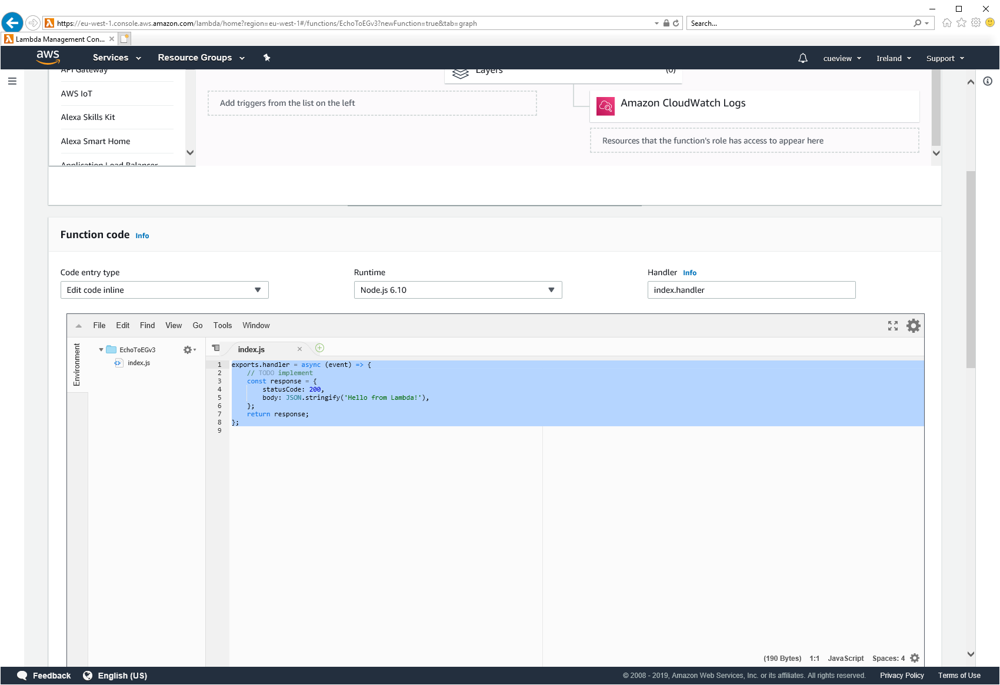 https://eu-west-1.console.aws.amazon.com/lambda/home?region=eu-west-1#/functions/EchoToEGv3?newFunction=true&tab=graph
Search...
Lambda Management Con...
aws
Services
Resource Groups
cueview
Ireland
Support
API Gateway
Layers
(0)
AWS IoT
Add triggers from the list on the left
Amazon CloudWatch Logs
Alexa Skills Kit
Alexa Smart Home
Resources that the function's role has access to appear here
Application Load Balancer
Function code Info
Code entry type
Runtime
Handler Info
Edit code inline
Node.js 6.10
index.handler
File Edit Find View Go Tools Window
Environment
EchoToEGv3
index.js
index.js
1 exports.handler = async (event) => {
2     // TODO implement
3     const response = {
4         statusCode: 200,
5         body: JSON.stringify('Hello from Lambda!'),
6     };
7     return response;
8 };
9
(190 Bytes) 1:1 JavaScript Spaces: 4
Feedback English (US)
© 2008 - 2019, Amazon Web Services, Inc. or its affiliates. All rights reserved. Privacy Policy Terms of Use